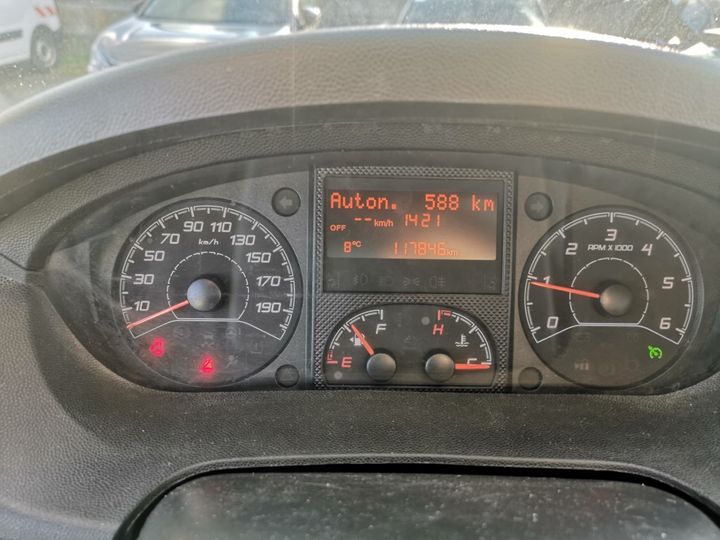 Auton. 588 km
OFF --km/h 1421
8°C 117846km
10 30 50 70 90 110 130 150 170 190
km/h
0 1 2 3 4 5 6
RPM X 1000
E F
H C